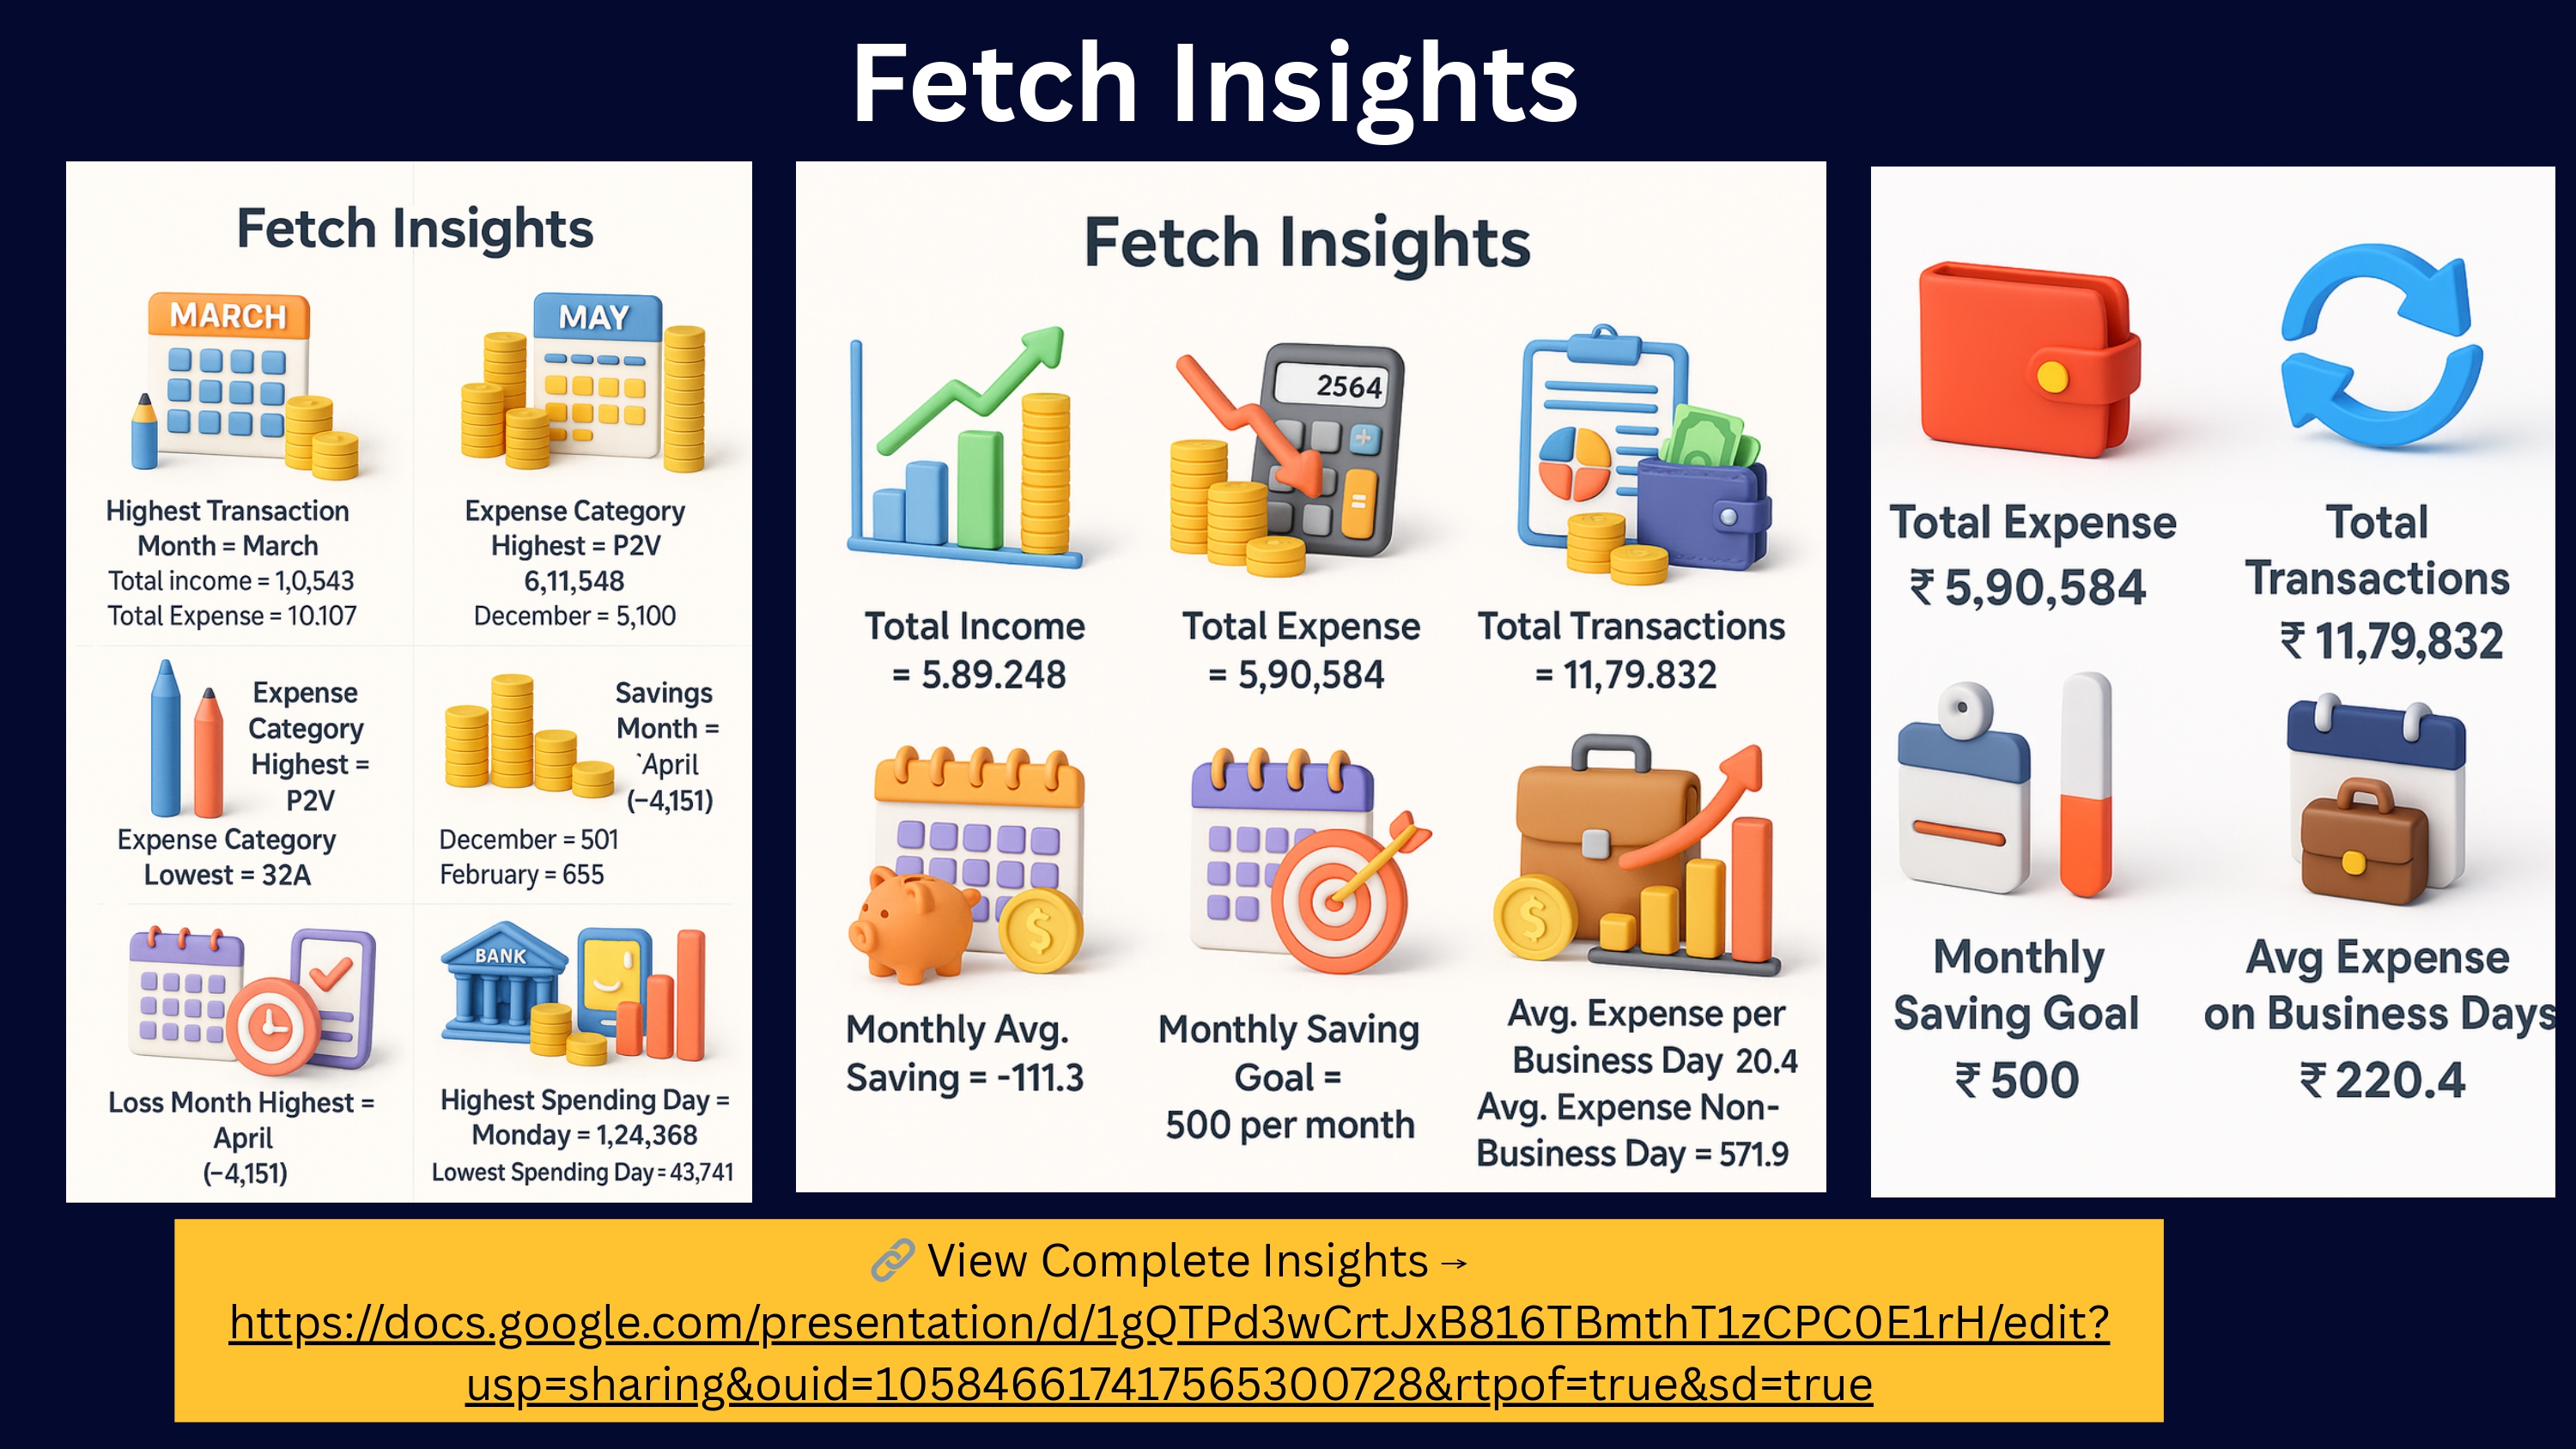 Fetch Insights
Fetch Insights
MARCH
MAY
Highest Transaction
Month = March
Total income = 1,0,543
Total Expense = 10.107
Expense Category
Highest = P2V
6,11,548
December = 5,100
Expense
Category
Highest =
P2V
Expense Category
Lowest = 32A
Savings
Month =
`April
(−4,151)
December = 501
February = 655
Loss Month Highest =
April
(−4,151)
BANK
Highest Spending Day =
Monday = 1,24,368
Lowest Spending Day = 43,741
Fetch Insights
2564
Total Income
= 5.89.248
Total Expense
= 5,90,584
Total Transactions
= 11,79.832
Monthly Avg.
Saving = -111.3
Monthly Saving
Goal =
500 per month
Avg. Expense per
Business Day 20.4
Avg. Expense Non-
Business Day = 571.9
Total Expense
₹ 5,90,584
Total
Transactions
₹ 11,79,832
Monthly
Saving Goal
₹ 500
Avg Expense
on Business Days
₹ 220.4
🔗 View Complete Insights →
https://docs.google.com/presentation/d/1gQTPd3wCrtJxB816TBmthT1zCPC0E1rH/edit?
usp=sharing&ouid=105846617417565300728&rtpof=true&sd=true